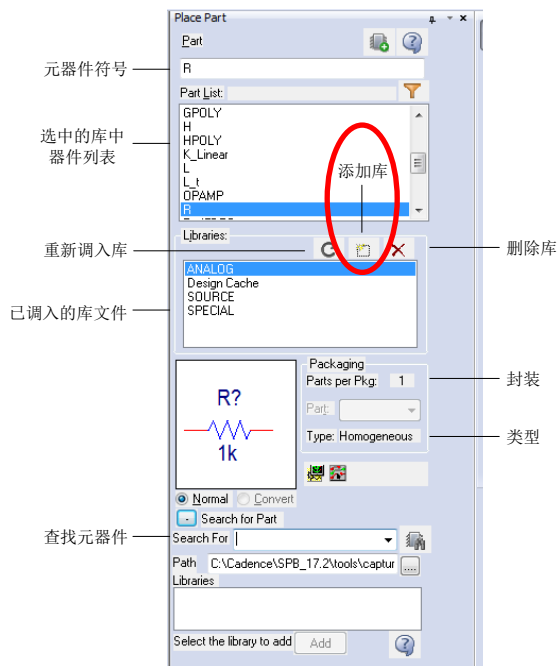 Place Part
Part
元器件符号
R
Part List:
选中的库中
器件列表
GPOLY
H
HPOLY
K_Linear
L
L_t
OPAMP
R
添加库
Libraries:
重新调入库
删除库
已调入的库文件
ANALOG
Design Cache
SOURCE
SPECIAL
R?
1k
Packaging
Parts per Pkg: 1
封装
Part:
Type: Homogeneous
类型
Normal Convert
- Search for Part
查找元器件
Search For
Path C:\Cadence\SPB_17.2\tools\captur ....
Libraries
Select the library to add Add